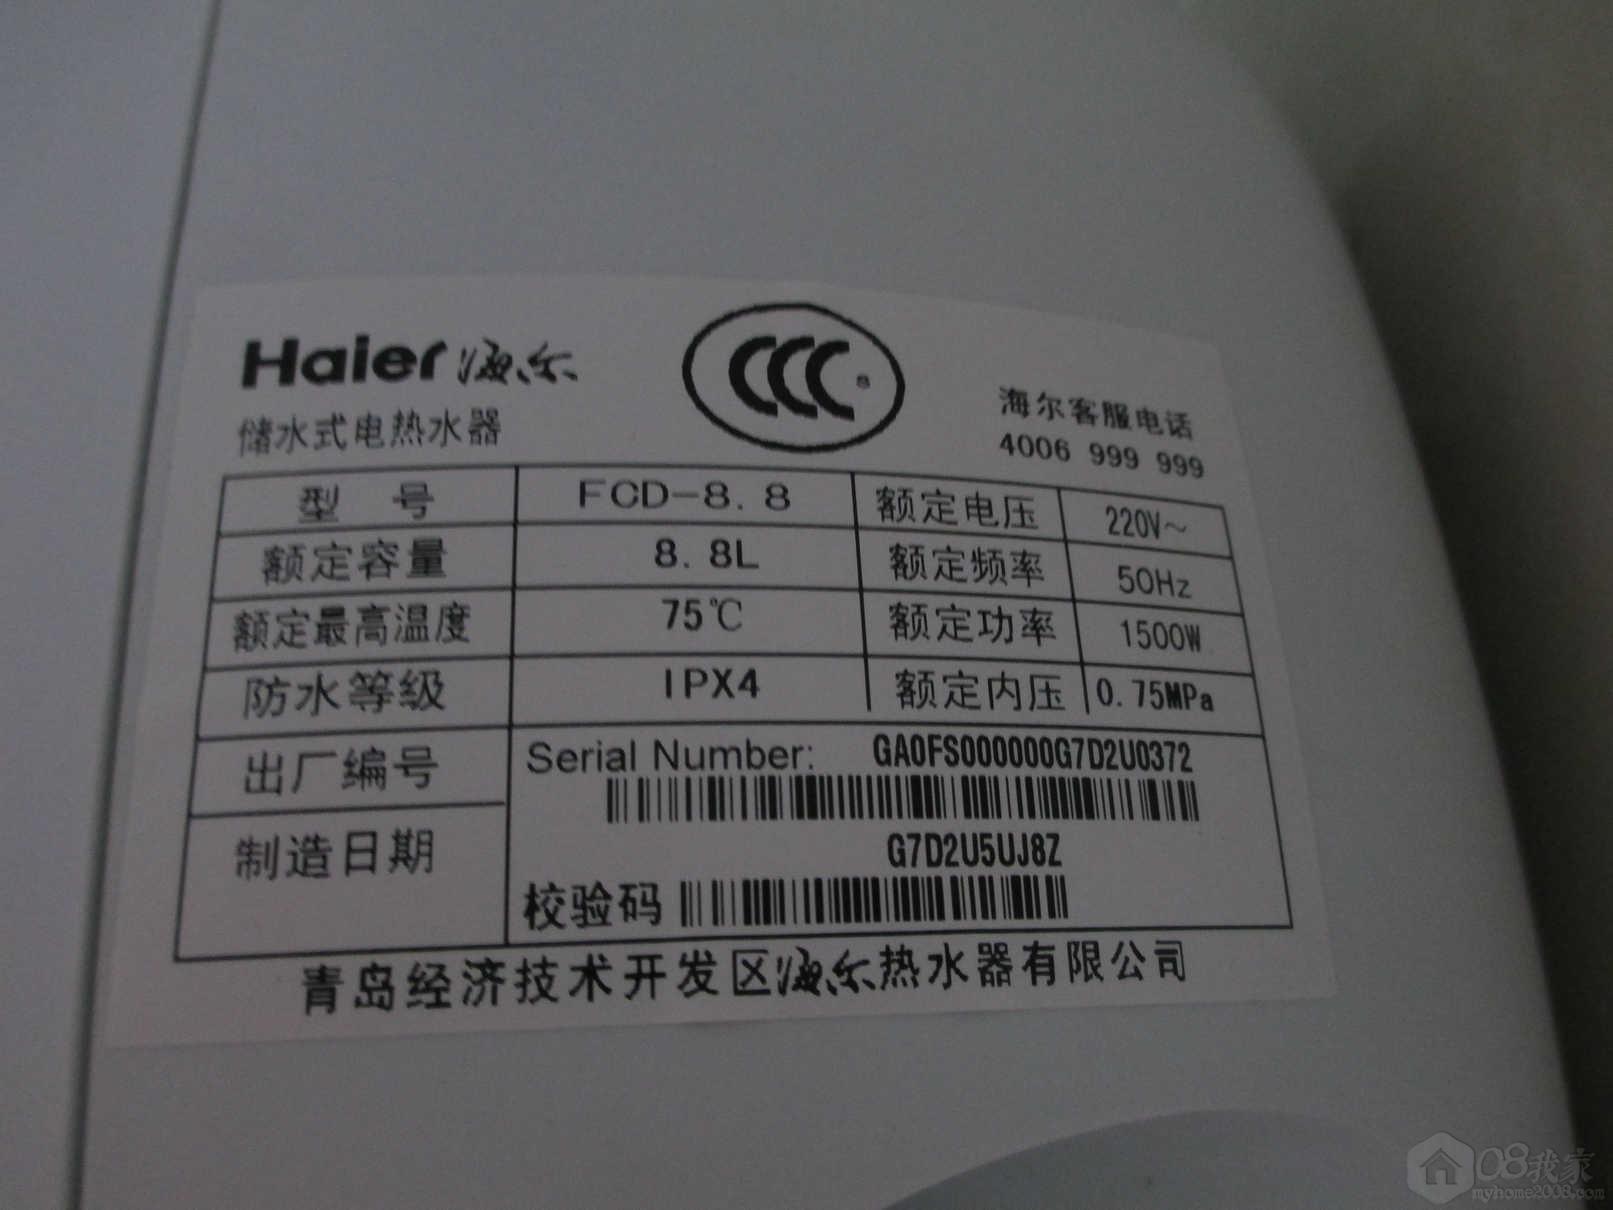 Haier 海尔
CCC S
储水式电热水器
海尔客服电话
4006 999 999
型 号 FCD-8.8 额定电压 220V~
额定容量 8.8L 额定频率 50Hz
额定最高温度 75℃ 额定功率 1500W
防水等级 IPX4 额定内压 0.75MPa
出厂编号 Serial Number: GA0FS000000G7D2U0372
制造日期 G7D2U5UJ8Z
校验码
青岛经济技术开发区海尔热水器有限公司
08我家
myhome2008.com